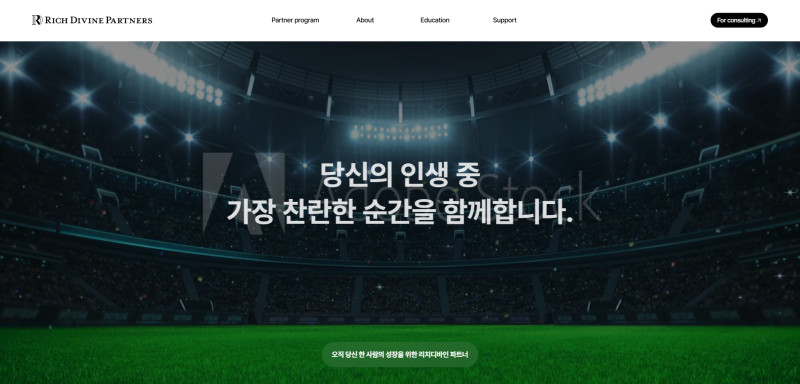 RICH DIVINE PARTNERS
Partner program
About
Education
Support
For consulting ↗
Adobe Stock
당신의 인생 중
가장 찬란한 순간을 함께합니다.
오직 당신 한 사람의 성장을 위한 리치디바인 파트너